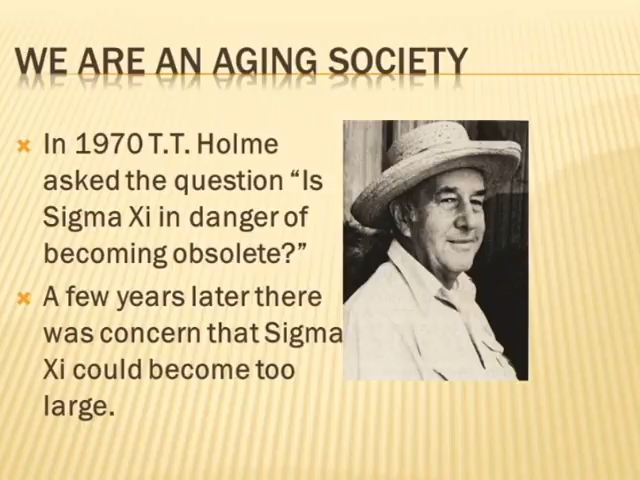 WE ARE AN AGING SOCIETY
In 1970 T.T. Holme
asked the question “Is
Sigma Xi in danger of
becoming obsolete?”
A few years later there
was concern that Sigma
Xi could become too
large.